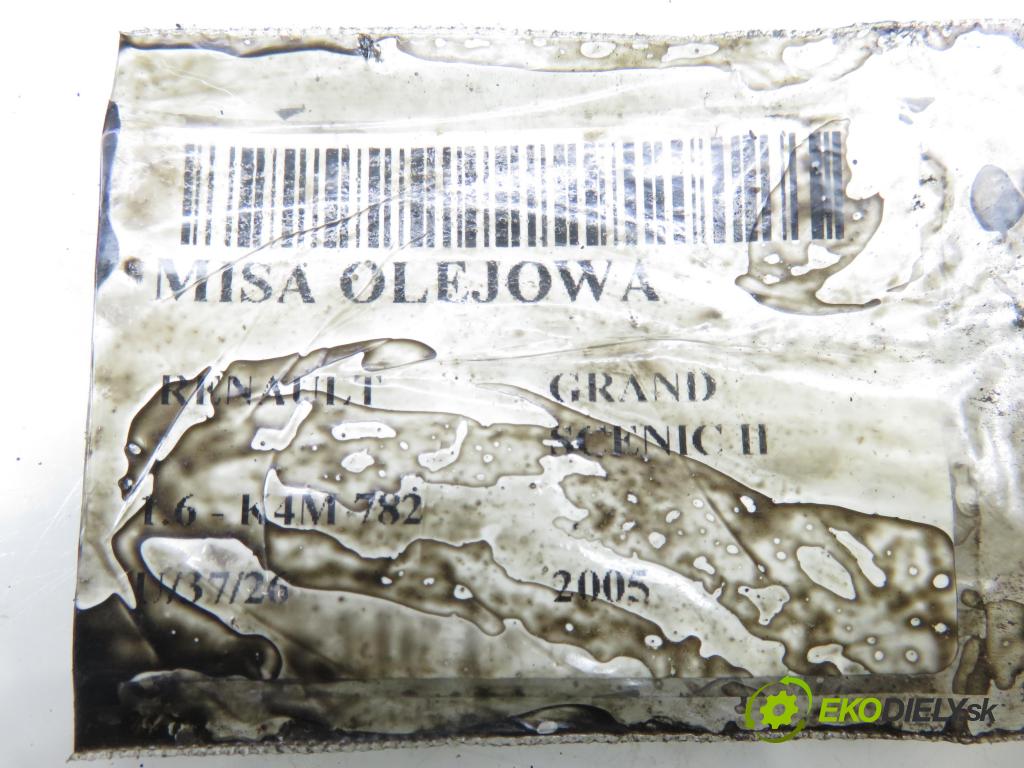 MISA OLEJOWA
RENAULT GRAND
SCENIC II
1.6 - K4M 782
U/37/26 2005
EKODIELY.sk